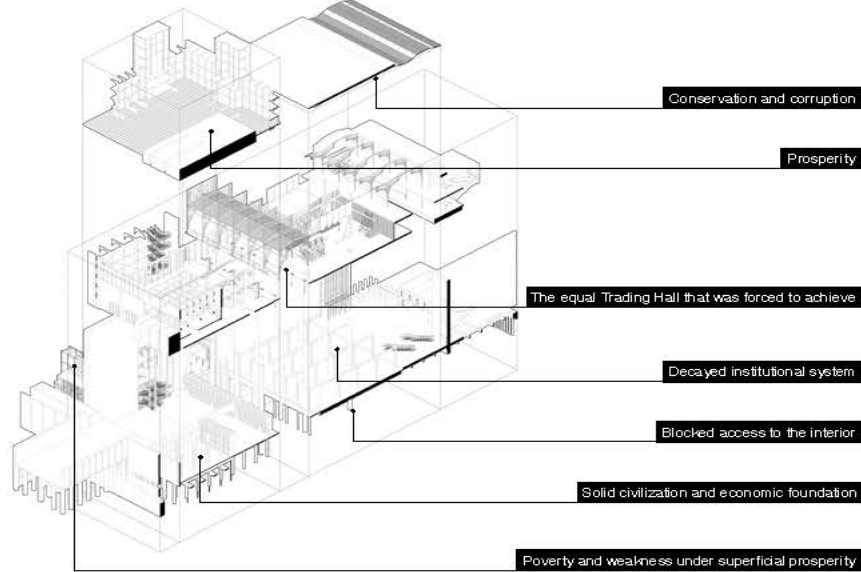 Conservation and corruption
Prosperity
The equal Trading Hall that was forced to achieve
Decayed institutional system
Blocked access to the interior
Solid civilization and economic foundation
Poverty and weakness under superficial prosperity